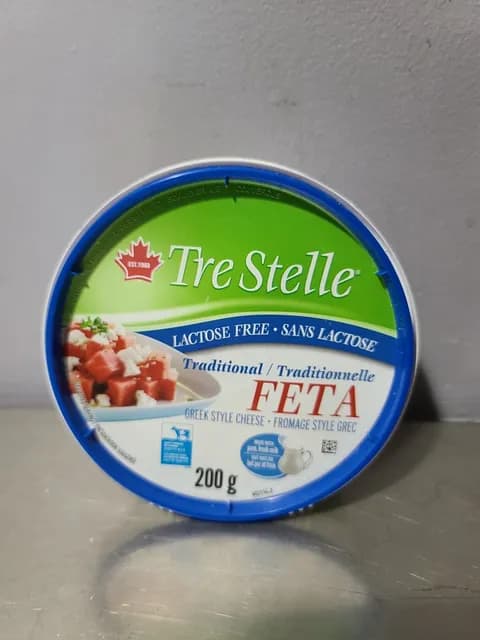 EST. 1960
Tre Stelle®
LACTOSE FREE • SANS LACTOSE
Traditional / Traditionnelle
FETA
GREEK STYLE CHEESE • FROMAGE STYLE GREC
200 g